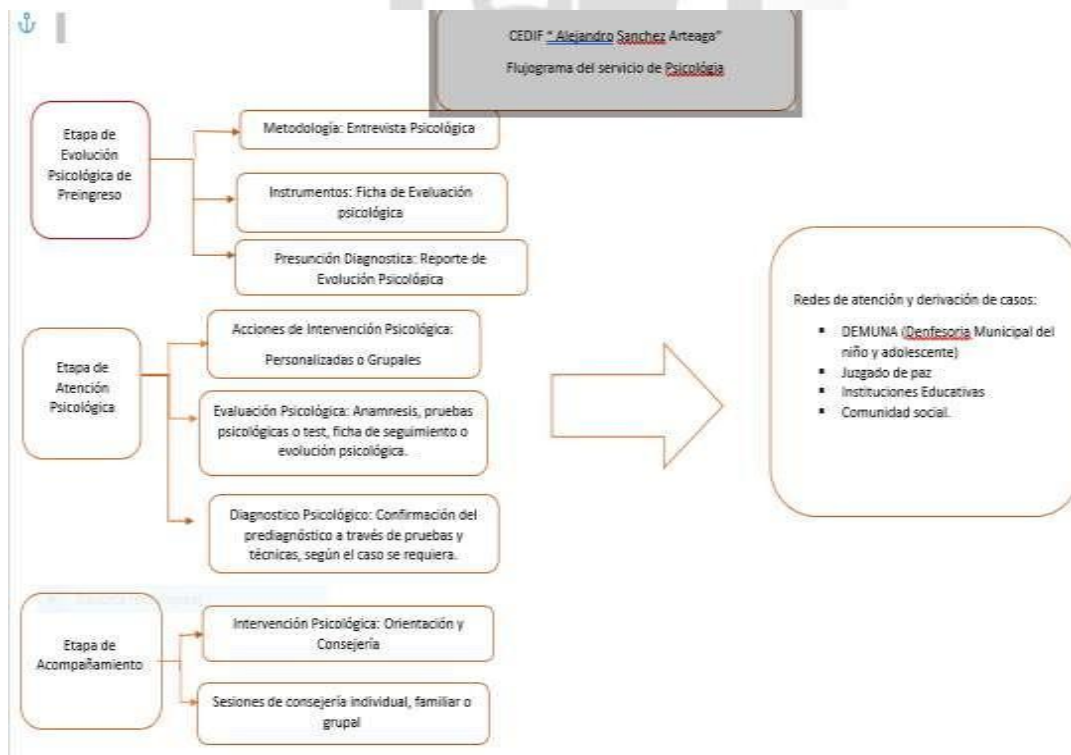 CEDIF " Alejandro Sanchez Arteaga"
Flujograma del servicio de Psicológia
Etapa de
Evolución
Psicológica de
Preingreso
Metodología: Entrevista Psicológica
Instrumentos: Ficha de Evaluación
psicológica
Presunción Diagnostica: Reporte de
Evolución Psicológica
Etapa de
Atención
Psicológica
Acciones de Intervención Psicológica:
Personalizadas o Grupales
Evaluación Psicológica: Anamnesis, pruebas
psicológicas o test, ficha de seguimiento o
evolución psicológica.
Diagnostico Psicológico: Confirmación del
prediagnóstico a través de pruebas y
técnicas, según el caso se requiera.
Etapa de
Acompañamiento
Intervención Psicológica: Orientación y
Consejería
Sesiones de consejería individual, familiar o
grupal
Redes de atención y derivación de casos:
▪ DEMUNA (Denfesoria Municipal del
niño y adolescente)
▪ Juzgado de paz
▪ Instituciones Educativas
▪ Comunidad social.